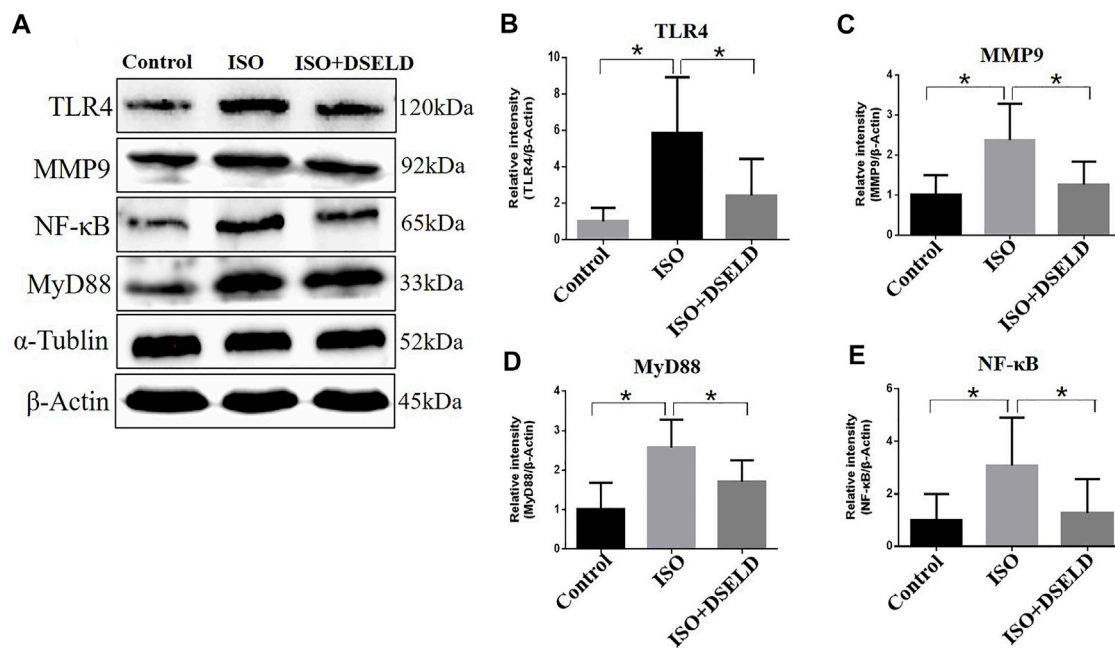 A
Control ISO ISO+DSELD
TLR4 120kDa
MMP9 92kDa
NF-κB 65kDa
MyD88 33kDa
α-Tublin 52kDa
β-Actin 45kDa
B
TLR4
Relative intensity
(TLR4/β-Actin)
10
8
6
4
2
0
* *
Control ISO ISO+DSELD
C
MMP9
Relative intensity
(MMP9/β-Actin)
4
3
2
1
0
* *
Control ISO ISO+DSELD
D
MyD88
Relative intensity
(MyD88/β-Actin)
4
3
2
1
0
* *
Control ISO ISO+DSELD
E
NF-κB
Relative intensity
(NF-κB/β-Actin)
6
4
2
0
* *
Control ISO ISO+DSELD